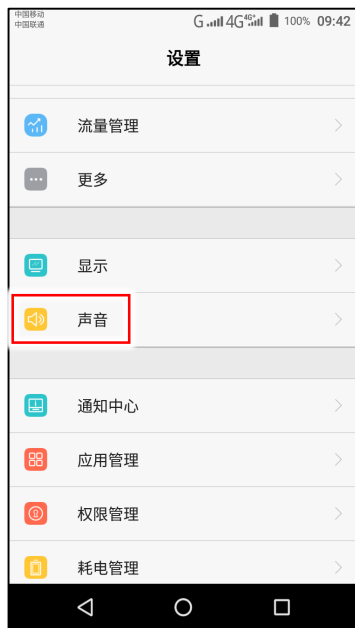 中国移动
中国联通
G 4G 4G 100% 09:42
设置
流量管理
更多
显示
声音
通知中心
应用管理
权限管理
耗电管理